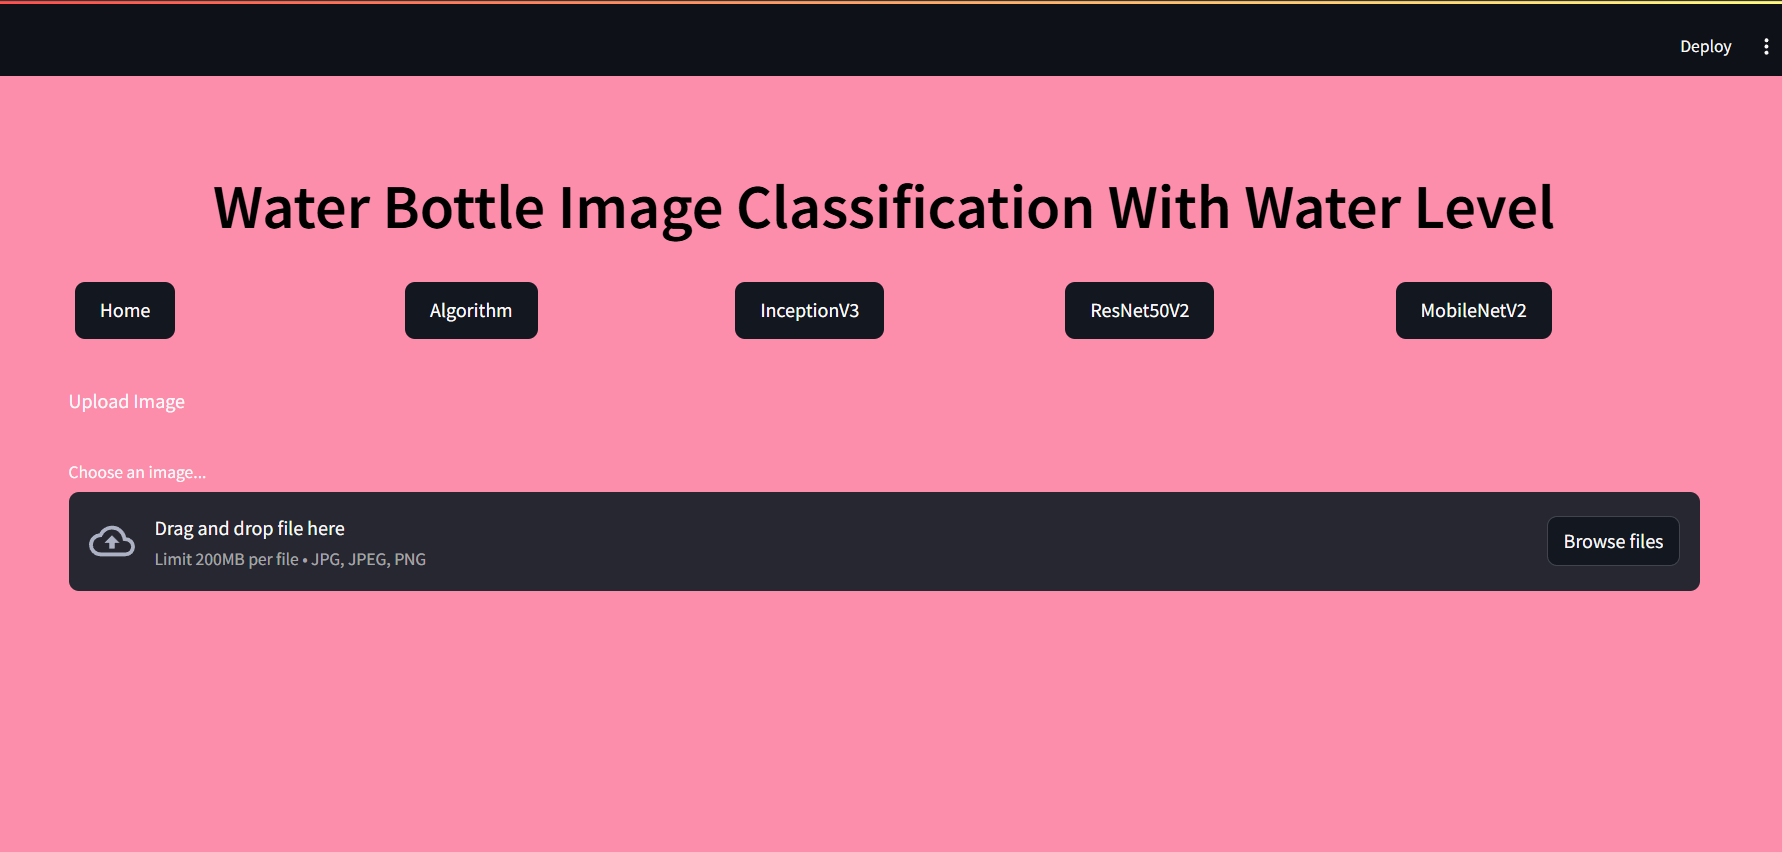 Deploy
Water Bottle Image Classification With Water Level
Home
Algorithm
InceptionV3
ResNet50V2
MobileNetV2
Upload Image
Choose an image...
Drag and drop file here
Limit 200MB per file • JPG, JPEG, PNG
Browse files